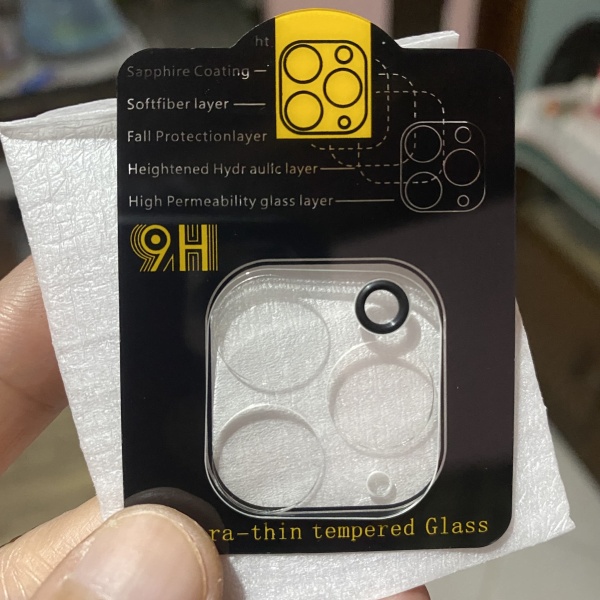 ht
Sapphire Coating
Softfiber layer
Fall Protectionlayer
Heightened Hydr aulic layer
High Permeability glass layer
9H
ra-thin tempered Glass